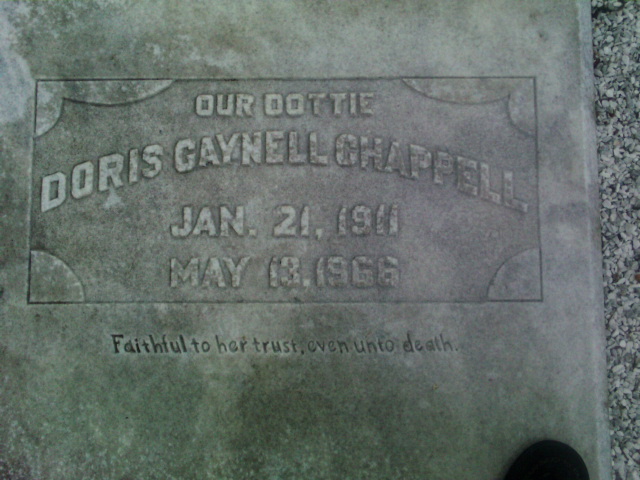 OUR DOTTIE
DORIS GAYNELL CHAPPELL
JAN. 21, 1911
MAY 13, 1966
Faithful to her trust, even unto death.